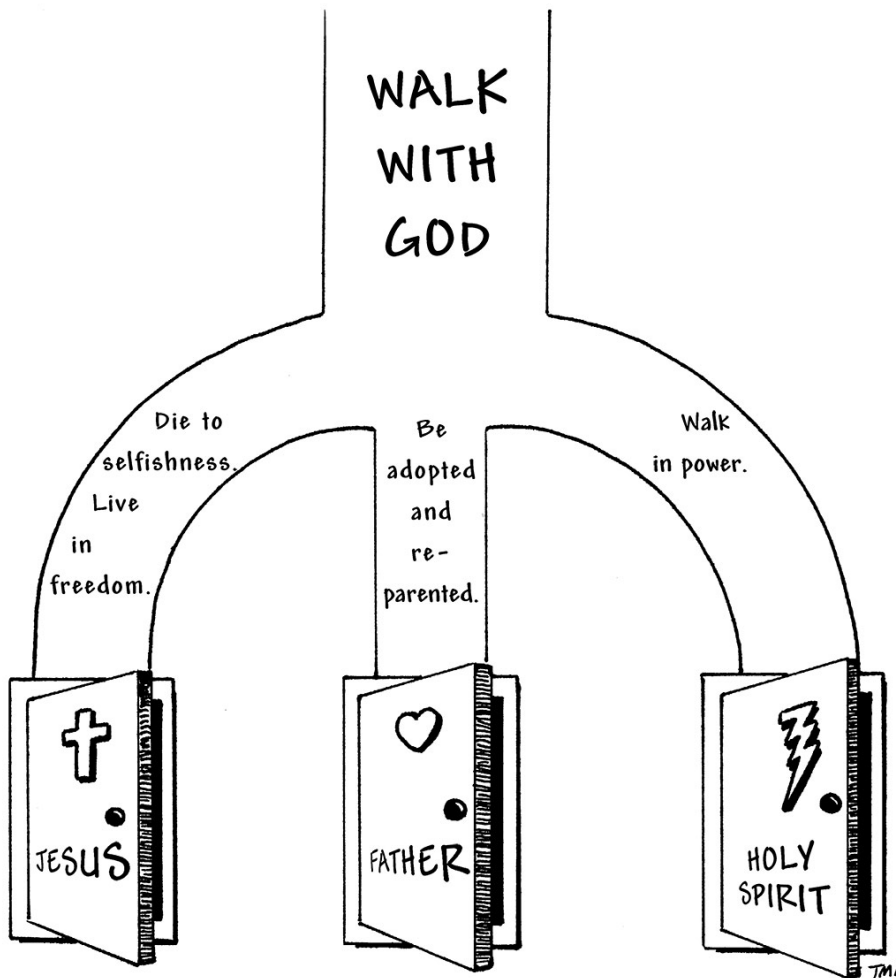 WALK
WITH
GOD
Die to
selfishness.
Live
in
freedom.
Be
adopted
and
re-
parented.
Walk
in power.
JESUS
FATHER
HOLY
SPIRIT